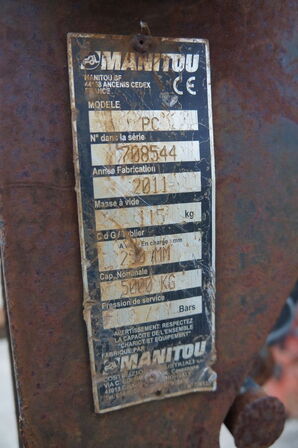 MANITOU
MANITOU BF
44158 ANCENIS CEDEX
CE
MODELE
PC
N° dans la série
708544
Année Fabrication
2011
Masse à vide
115 kg
C d G / Tablier
A En charge mm
MM
Cap. Nominale
5000 KG
Pression de service
Bars
AVERTISSEMENT: RESPECTEZ
LA CAPACITE DE L'ENSEMBLE
"CHARIOT ET EQUIPEMENT"
FABRIQUE PAR
MANITOU